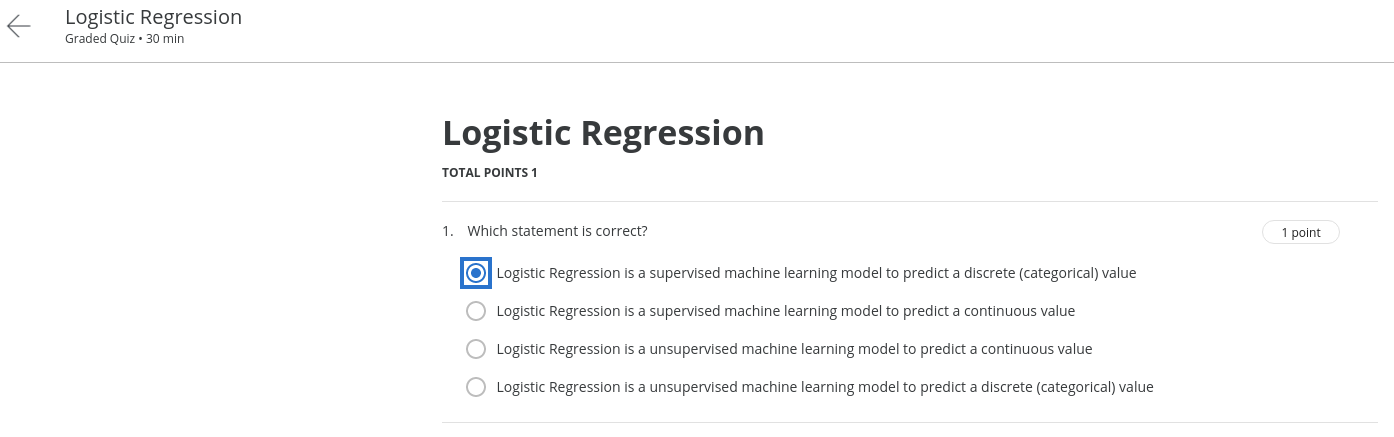 Logistic Regression
Graded Quiz • 30 min
Logistic Regression
TOTAL POINTS 1
1. Which statement is correct?
1 point
Logistic Regression is a supervised machine learning model to predict a discrete (categorical) value
Logistic Regression is a supervised machine learning model to predict a continuous value
Logistic Regression is a unsupervised machine learning model to predict a continuous value
Logistic Regression is a unsupervised machine learning model to predict a discrete (categorical) value